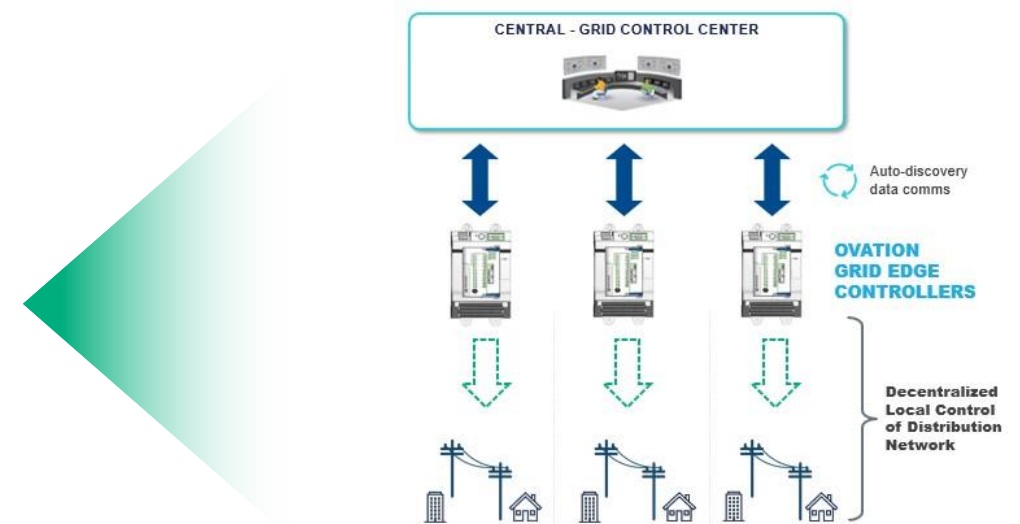 CENTRAL - GRID CONTROL CENTER
Auto-discovery
data comms
OVATION
GRID EDGE
CONTROLLERS
Decentralized
Local Control
of Distribution
Network